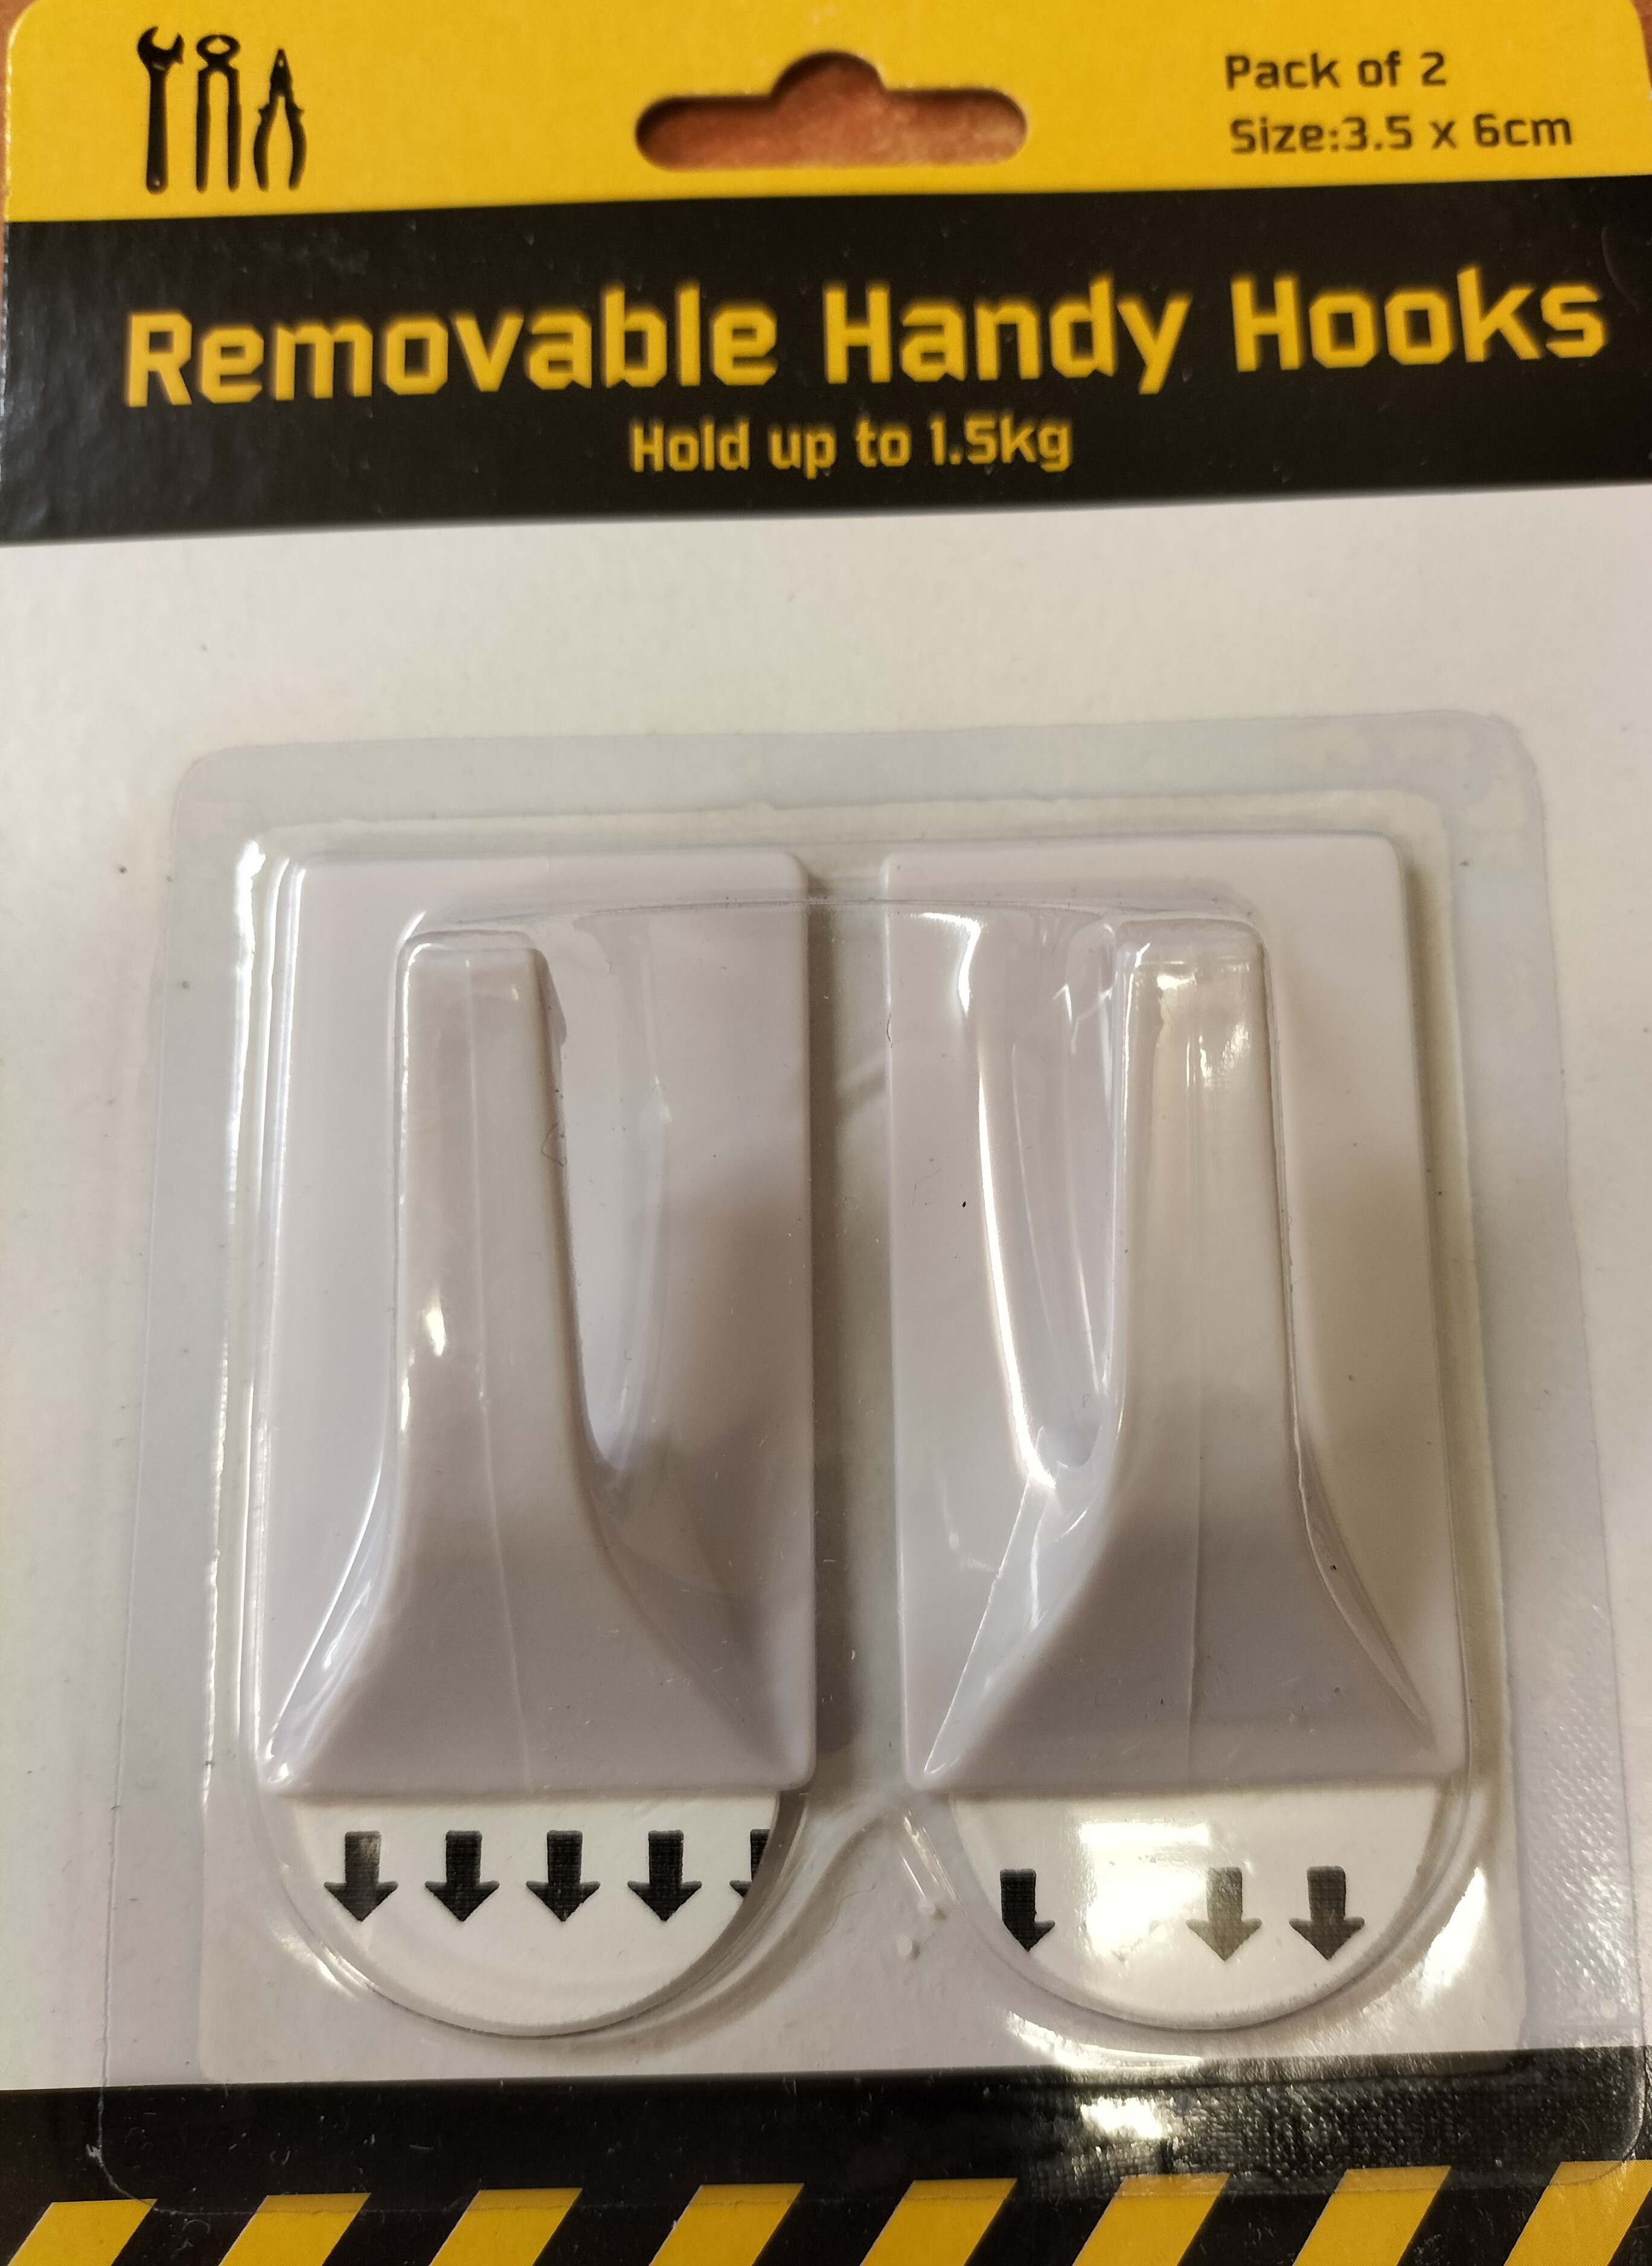 Pack of 2
Size:3.5 x 6cm
Removable Handy Hooks
Hold up to 1.5kg